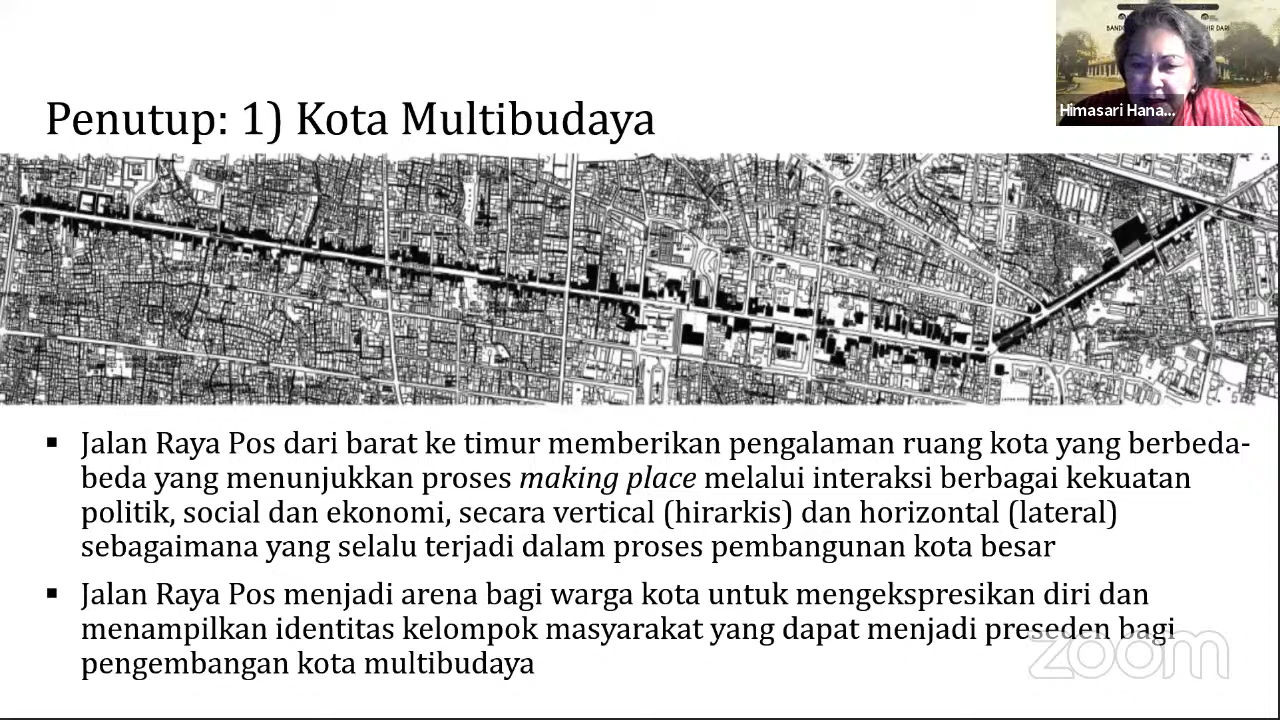 BAND
HIR DARI
Himasari Hana...
Penutup: 1) Kota Multibudaya
▪ Jalan Raya Pos dari barat ke timur memberikan pengalaman ruang kota yang berbeda-
beda yang menunjukkan proses making place melalui interaksi berbagai kekuatan
politik, social dan ekonomi, secara vertical (hirarkis) dan horizontal (lateral)
sebagaimana yang selalu terjadi dalam proses pembangunan kota besar
▪ Jalan Raya Pos menjadi arena bagi warga kota untuk mengekspresikan diri dan
menampilkan identitas kelompok masyarakat yang dapat menjadi preseden bagi
pengembangan kota multibudaya
zoom